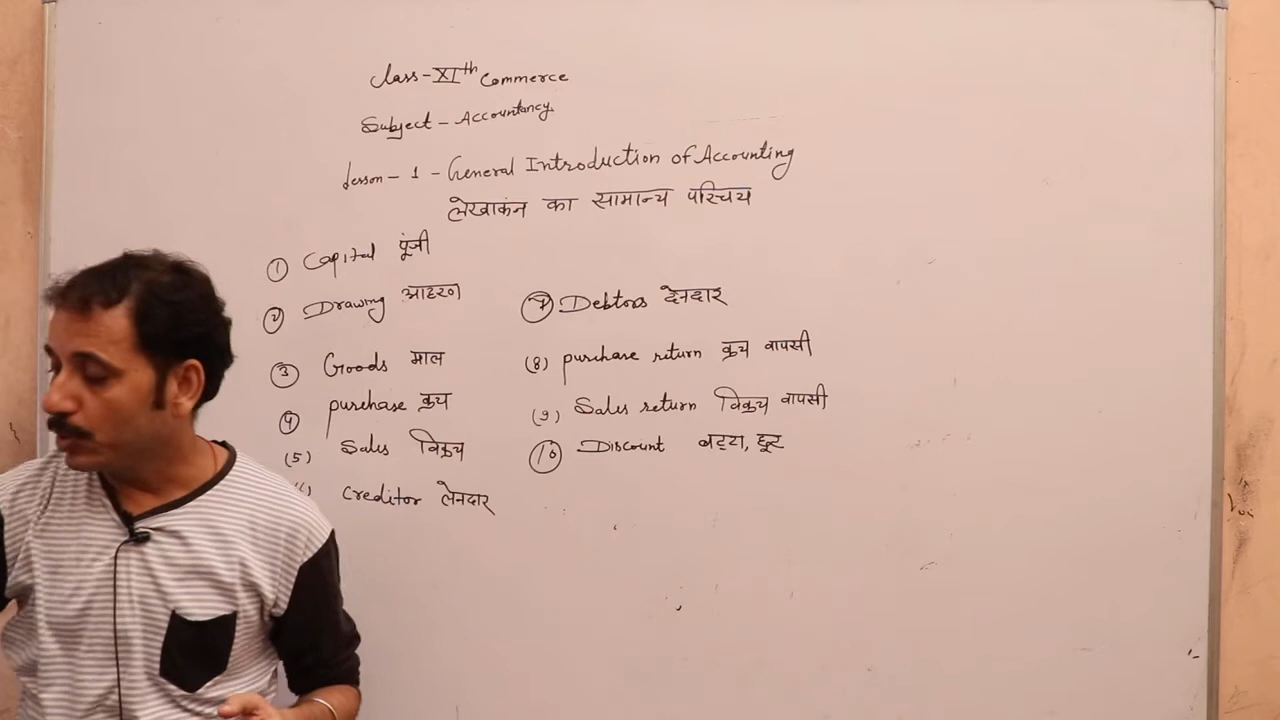 Class-XIth Commerce
Subject - Accountancy
Lesson - 1 - General Introduction of Accounting
लेखाकंन का सामान्य परिचय
① Capital पूंजी
② Drawing आहरण
③ Goods माल
④ purchase क्रय
(5) Sales विक्रय
creditor लेनदार
⑦ Debtors देनदार
(8) purchase return क्रय वापसी
(9) Sales return विक्रय वापसी
⑩ Discount बट्टा, छूट